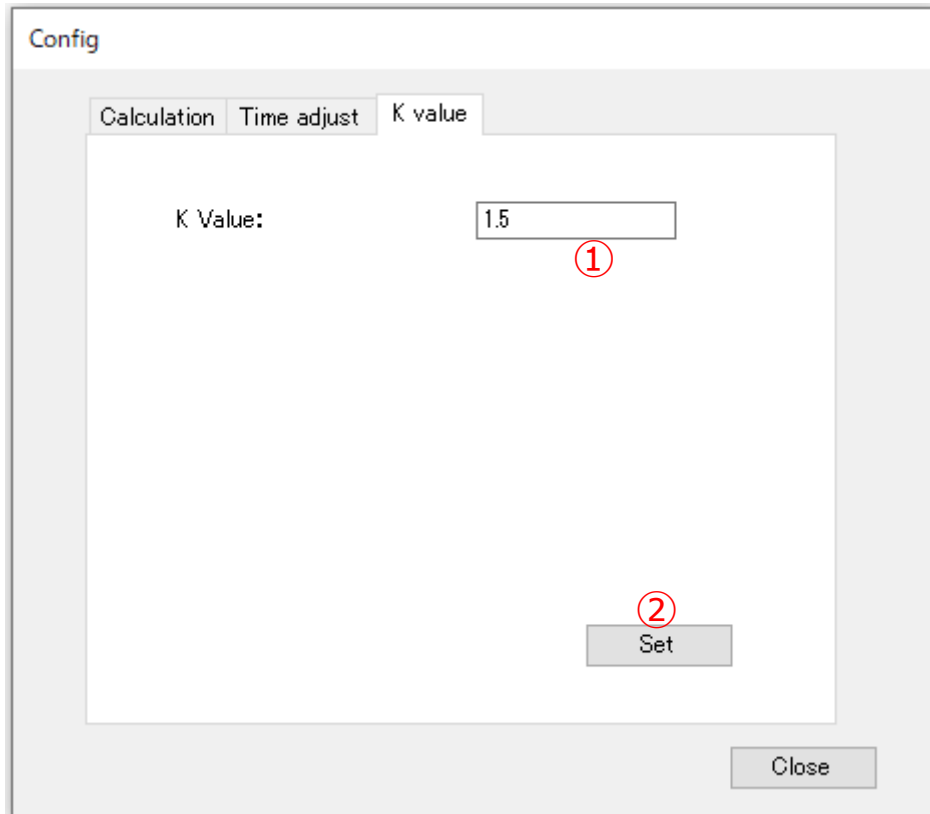 Config
Calculation Time adjust K value
K Value: 1.5
①
②
Set
Close